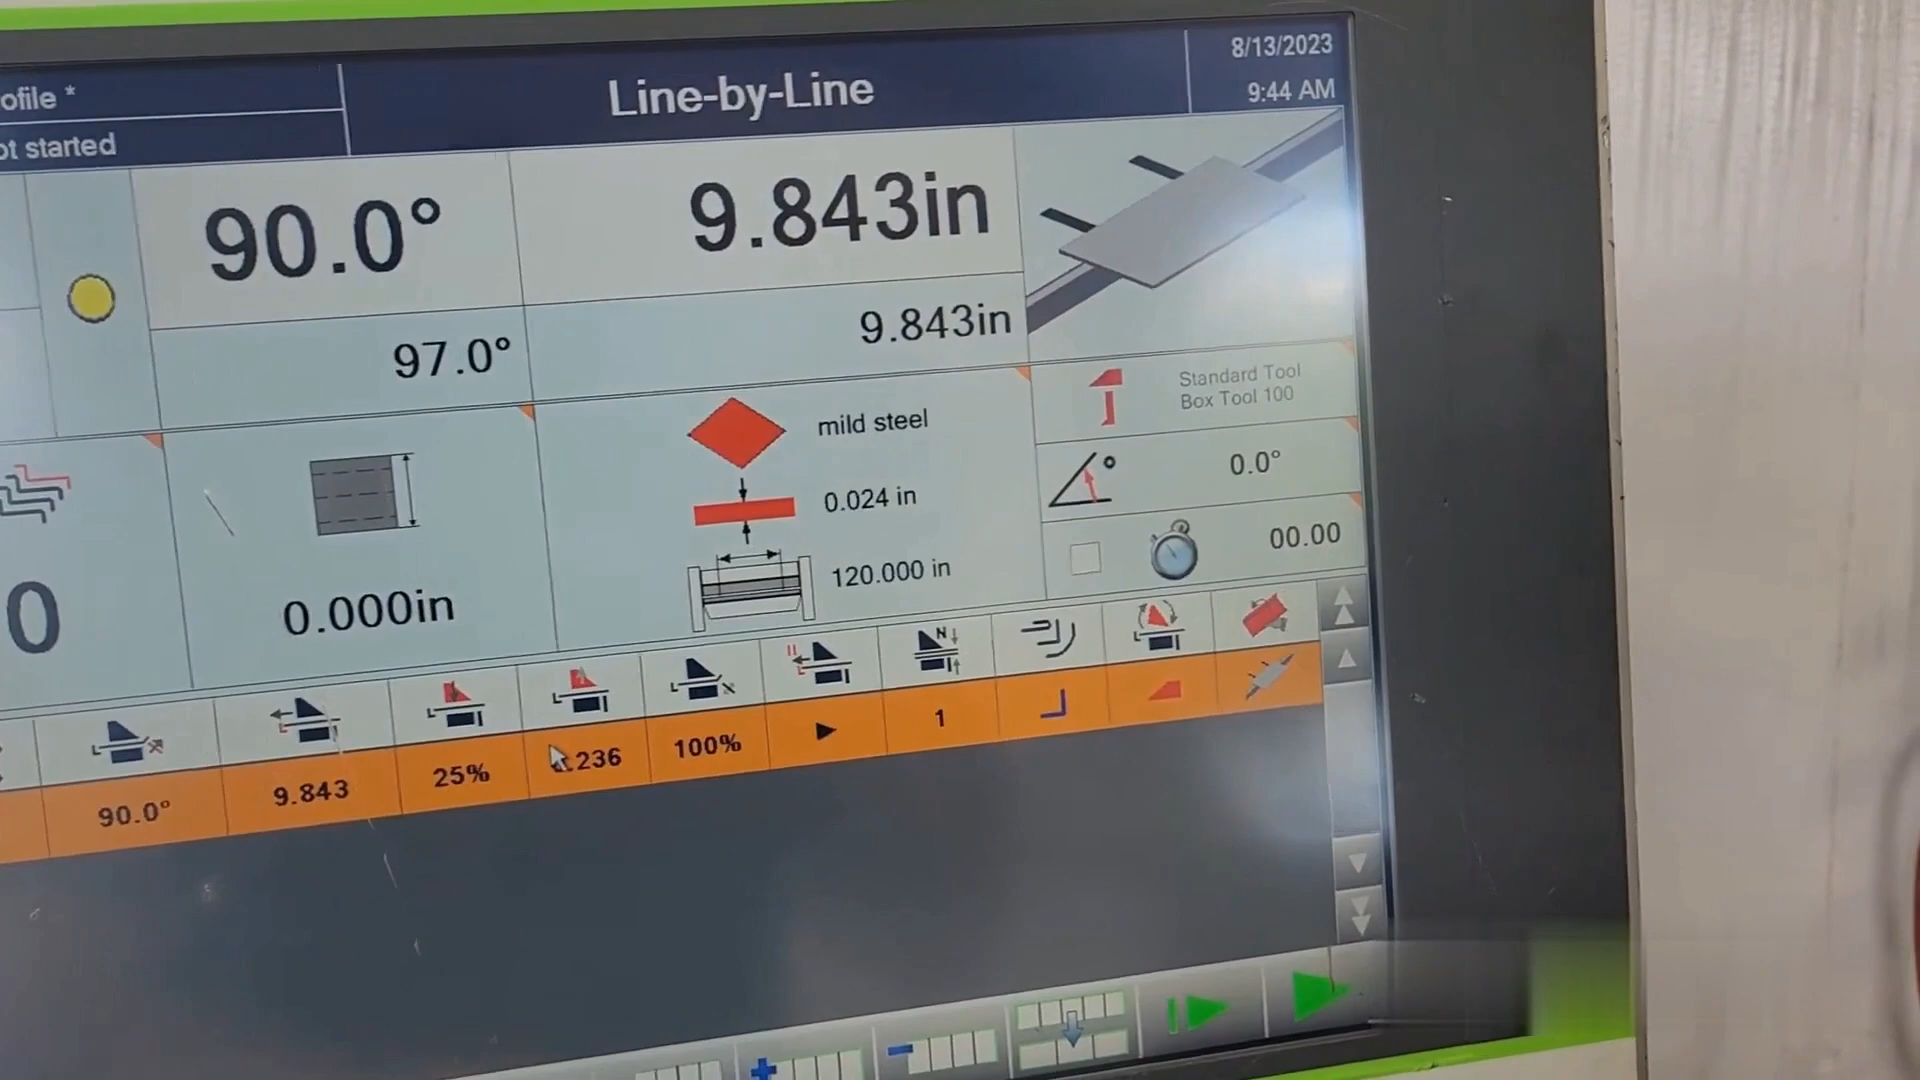 ofile *
Line-by-Line
8/13/2023
9:44 AM
ot started
90.0°
9.843in
97.0°
9.843in
Standard Tool
Box Tool 100
mild steel
0.0°
0.024 in
00.00
120.000 in
0
0.000in
N
90.0°
9.843
25%
.236
100%
1